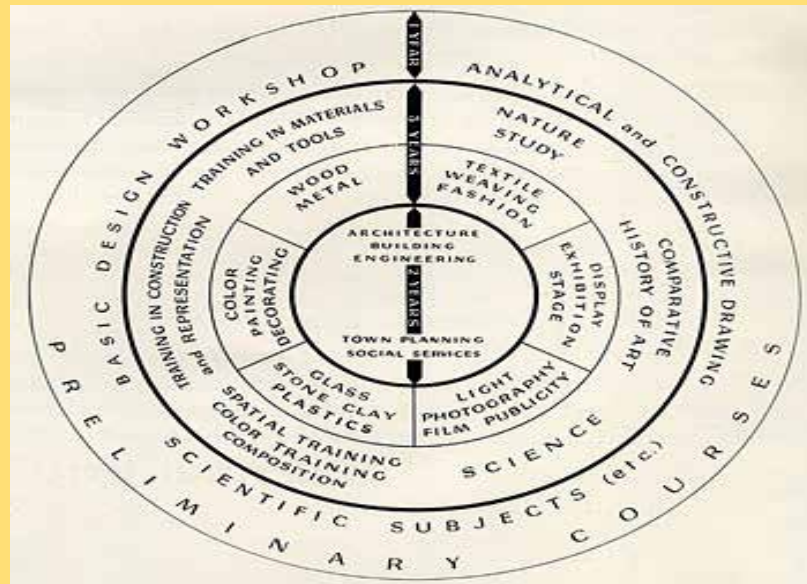 1 YEAR
BASIC DESIGN WORKSHOP
ANALYTICAL and CONSTRUCTIVE DRAWING
SCIENTIFIC SUBJECTS (etc.)
PRELIMINARY COURSES
3 YEARS
TRAINING IN MATERIALS
AND TOOLS
NATURE
STUDY
TRAINING IN CONSTRUCTION
and REPRESENTATION
COMPARATIVE
HISTORY OF ART
SPATIAL TRAINING
COLOR TRAINING
COMPOSITION
SCIENCE
WOOD
METAL
TEXTILE
WEAVING
FASHION
COLOR
PAINTING
DECORATING
DISPLAY
EXHIBITION
STAGE
GLASS
STONE CLAY
PLASTICS
LIGHT
PHOTOGRAPHY
FILM PUBLICITY
ARCHITECTURE
BUILDING
ENGINEERING
2 YEARS
TOWN PLANNING
SOCIAL SERVICES